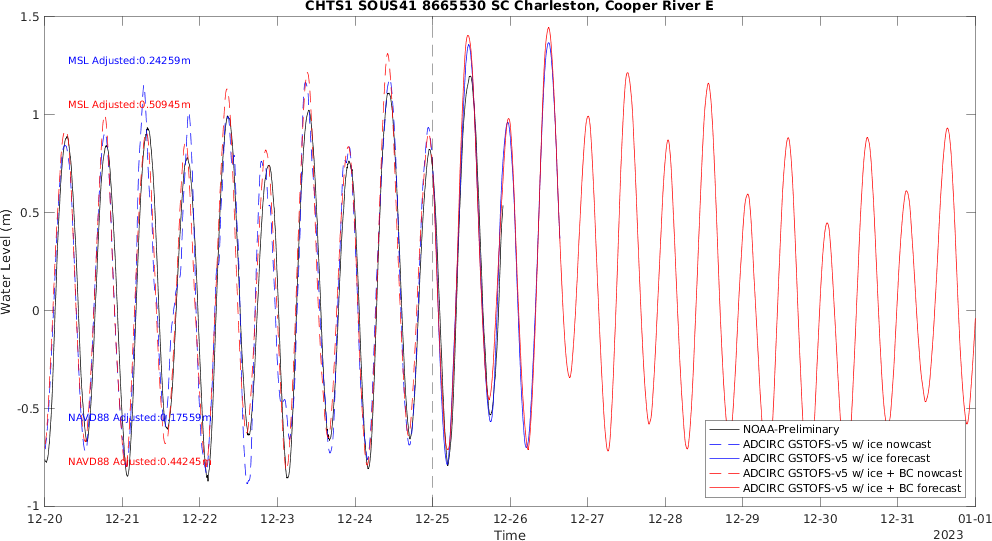 CHTS1 SOUS41 8665530 SC Charleston, Cooper River E
1.5
1
0.5
0
-0.5
-1
Water Level (m)
MSL Adjusted:0.24259m
MSL Adjusted:0.50945m
NAVD88 Adjusted:0.17559m
NAVD88 Adjusted:0.44245m
NOAA-Preliminary
ADCIRC GSTOFS-v5 w/ ice nowcast
ADCIRC GSTOFS-v5 w/ ice forecast
ADCIRC GSTOFS-v5 w/ ice + BC nowcast
ADCIRC GSTOFS-v5 w/ ice + BC forecast
12-20 12-21 12-22 12-23 12-24 12-25 12-26 12-27 12-28 12-29 12-30 12-31 01-01
Time
2023